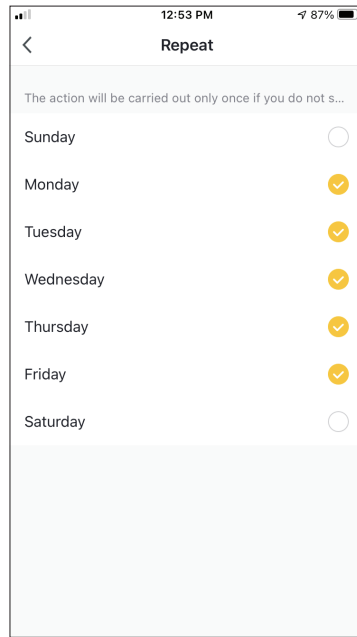 12:53 PM 87%
Repeat
The action will be carried out only once if you do not s...
Sunday
Monday
Tuesday
Wednesday
Thursday
Friday
Saturday